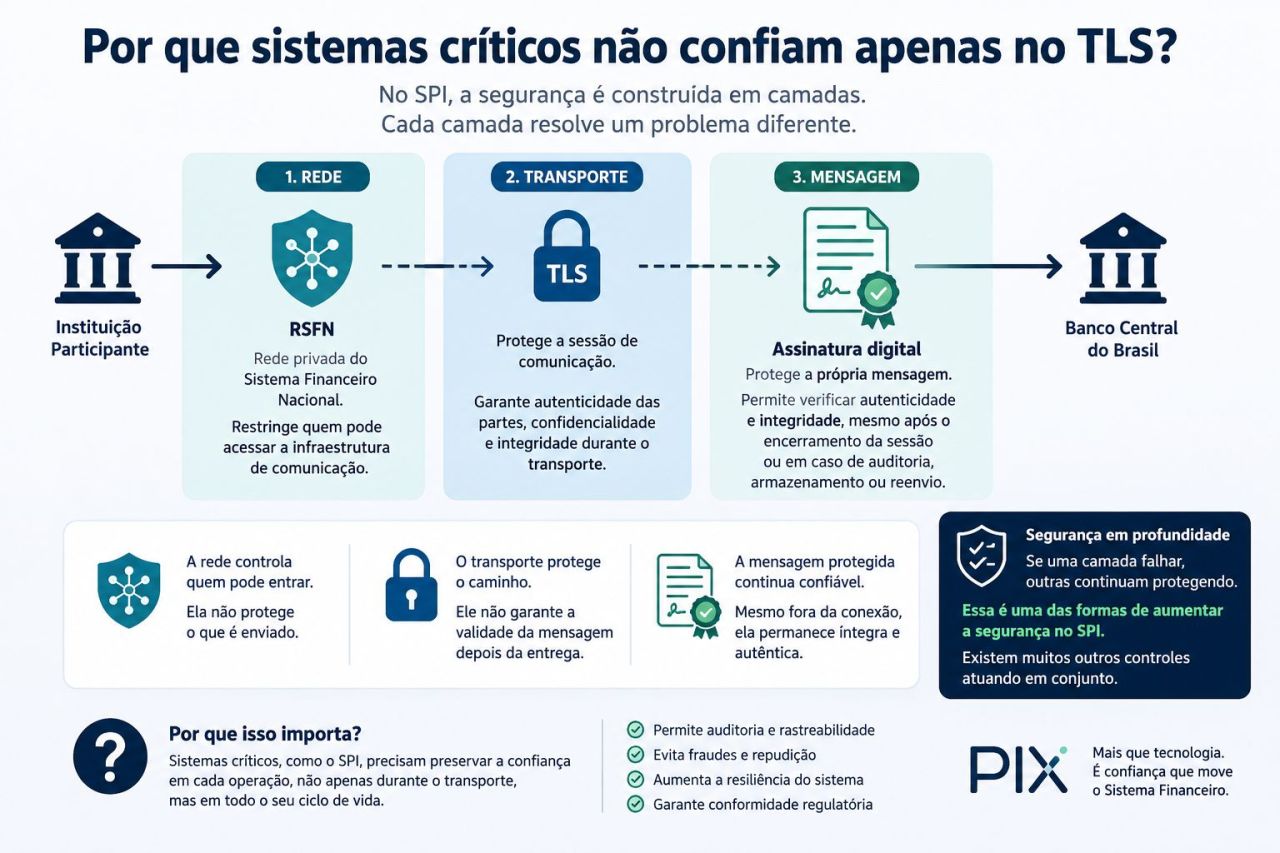 Por que sistemas críticos não confiam apenas no TLS?
No SPI, a segurança é construída em camadas.
Cada camada resolve um problema diferente.
Instituição
Participante
1. REDE
RSFN
Rede privada do
Sistema Financeiro
Nacional.
Restringe quem pode
acessar a infraestrutura
de comunicação.
2. TRANSPORTE
TLS
Protege a sessão de
comunicação.
Garante autenticidade das
partes, confidencialidade
e integridade durante o
transporte.
3. MENSAGEM
Assinatura digital
Protege a própria mensagem.
Permite verificar autenticidade
e integridade, mesmo após o
encerramento da sessão
ou em caso de auditoria,
armazenamento ou reenvio.
Banco Central
do Brasil
A rede controla
quem pode entrar.
Ela não protege
o que é enviado.
O transporte protege
o caminho.
Ele não garante a
validade da mensagem
depois da entrega.
A mensagem protegida
continua confiável.
Mesmo fora da conexão,
ela permanece íntegra e
autêntica.
Segurança em profundidade
Se uma camada falhar,
outras continuam protegendo.
Essa é uma das formas de aumentar
a segurança no SPI.
Existem muitos outros controles
atuando em conjunto.
?
Por que isso importa?
Sistemas críticos, como o SPI, precisam preservar a confiança
em cada operação, não apenas durante o transporte,
mas em todo o seu ciclo de vida.
Permite auditoria e rastreabilidade
Evita fraudes e repudição
Aumenta a resiliência do sistema
Garante conformidade regulatória
PIX
Mais que tecnologia.
É confiança que move
o Sistema Financeiro.